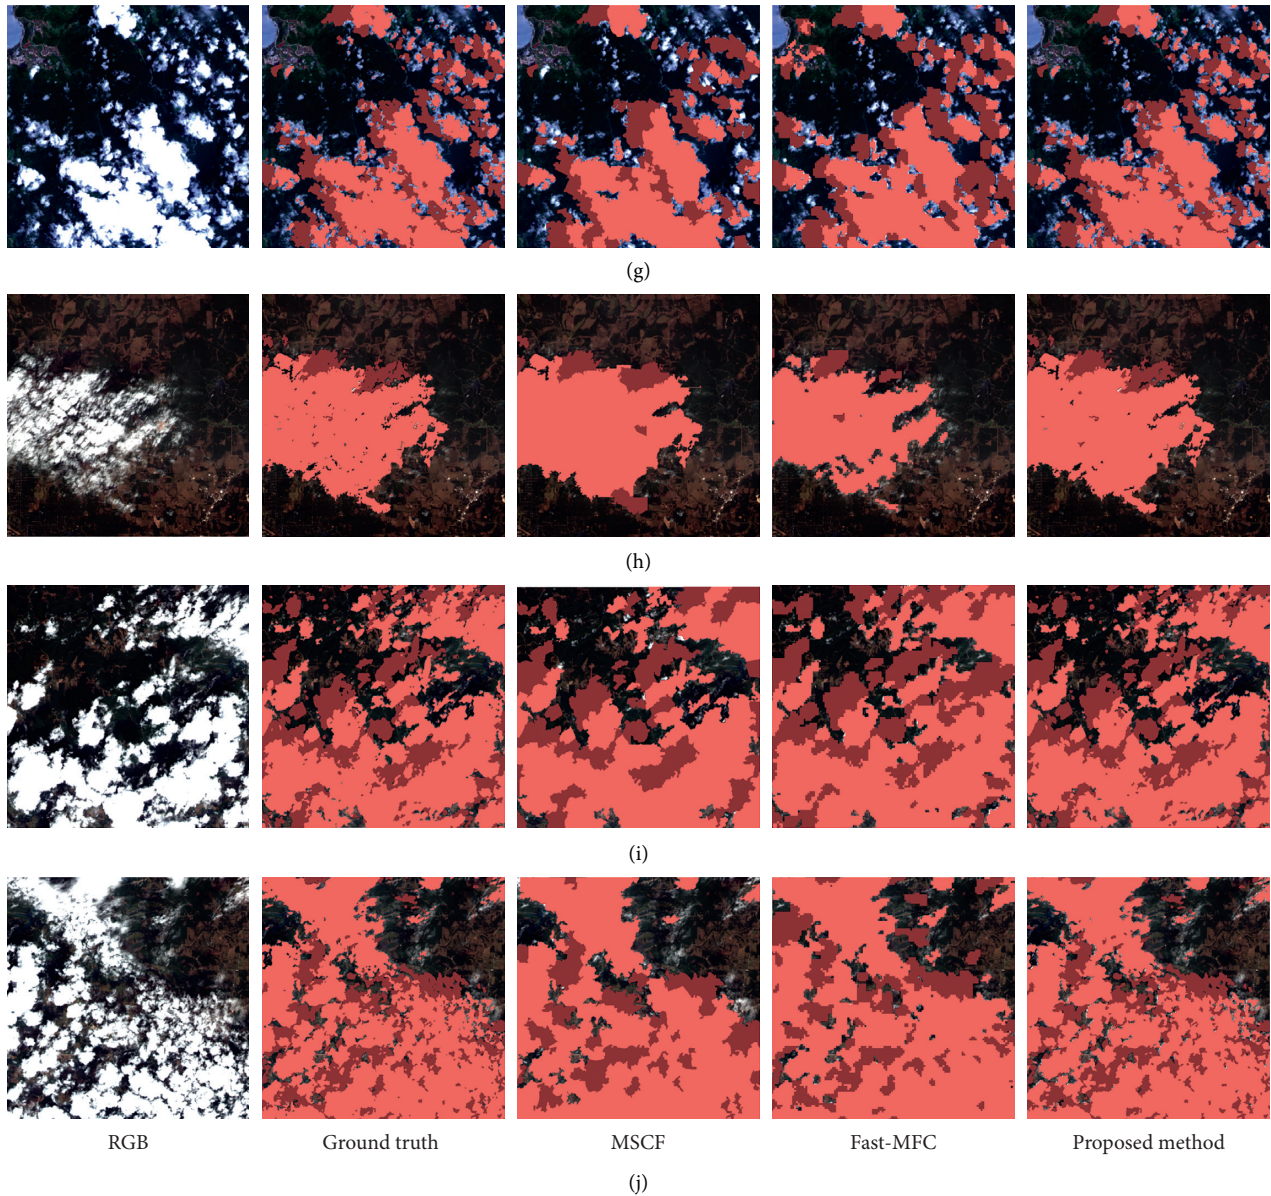 (g)
(h)
(i)
RGB Ground truth MSCF Fast-MFC Proposed method
(j)